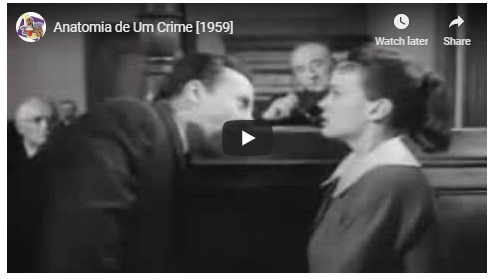 Anatomia de Um Crime [1959]
Watch later
Share